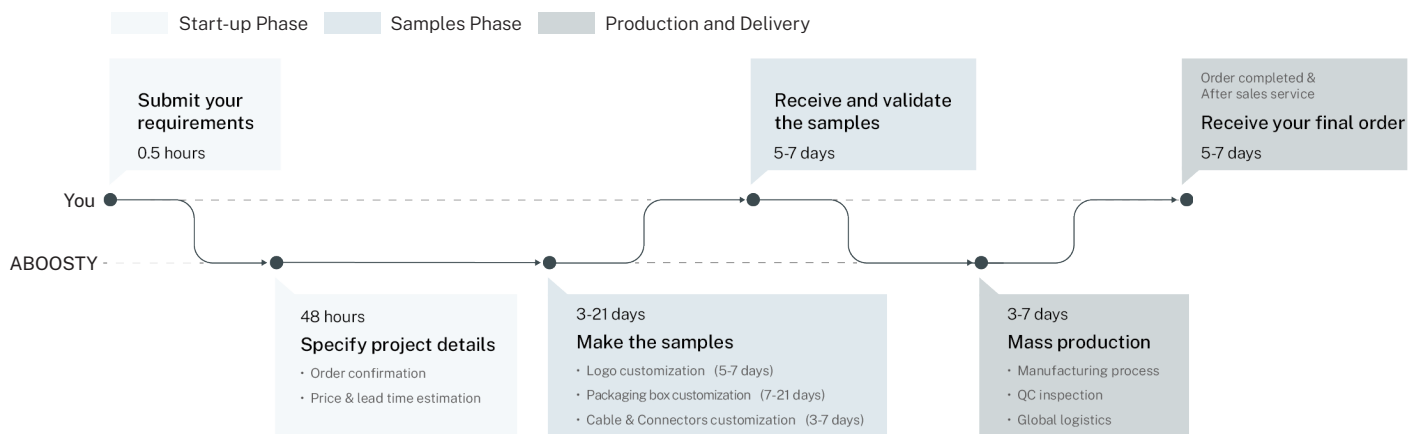 Start-up Phase
Samples Phase
Production and Delivery
Submit your
requirements
0.5 hours
Receive and validate
the samples
5-7 days
Order completed &
After sales service
Receive your final order
5-7 days
You
ABOOSTY
48 hours
Specify project details
• Order confirmation
• Price & lead time estimation
3-21 days
Make the samples
• Logo customization (5-7 days)
• Packaging box customization (7-21 days)
• Cable & Connectors customization (3-7 days)
3-7 days
Mass production
• Manufacturing process
• QC inspection
• Global logistics